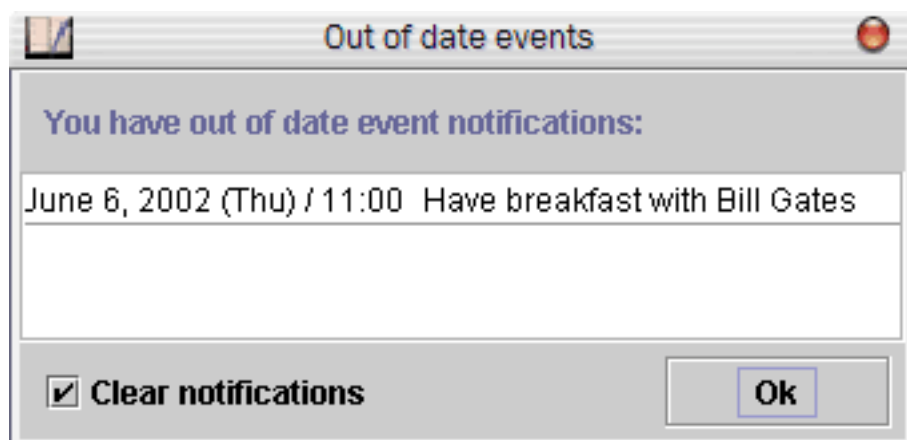 Out of date events
You have out of date event notifications:
June 6, 2002 (Thu) / 11:00 Have breakfast with Bill Gates
Clear notifications
Ok